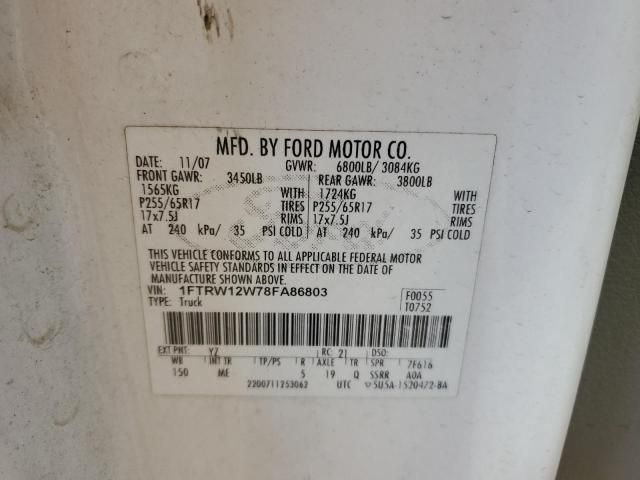 MFD. BY FORD MOTOR CO.
DATE: 11/07 GVWR: 6800LB/ 3084KG
FRONT GAWR: 3450LB REAR GAWR: 3800LB
1565KG WITH 1724KG WITH
P255/65R17 TIRES P255/65R17 TIRES
17x7.5J RIMS 17x7.5J RIMS
AT 240 kPa/ 35 PSI COLD AT 240 kPa/ 35 PSI COLD
THIS VEHICLE CONFORMS TO ALL APPLICABLE FEDERAL MOTOR
VEHICLE SAFETY STANDARDS IN EFFECT ON THE DATE OF
MANUFACTURE SHOWN ABOVE.
VIN: 1FTRW12W78FA86803 F0055
TYPE: Truck T0752
EXT PNT: YZ RC: 21 DSO:
WB INT TR TP/PS R AXLE TR SPR 7F616
150 ME 5 19 Q SSRR A0A
2200711253062 UTC 5U5A-1520472-BA